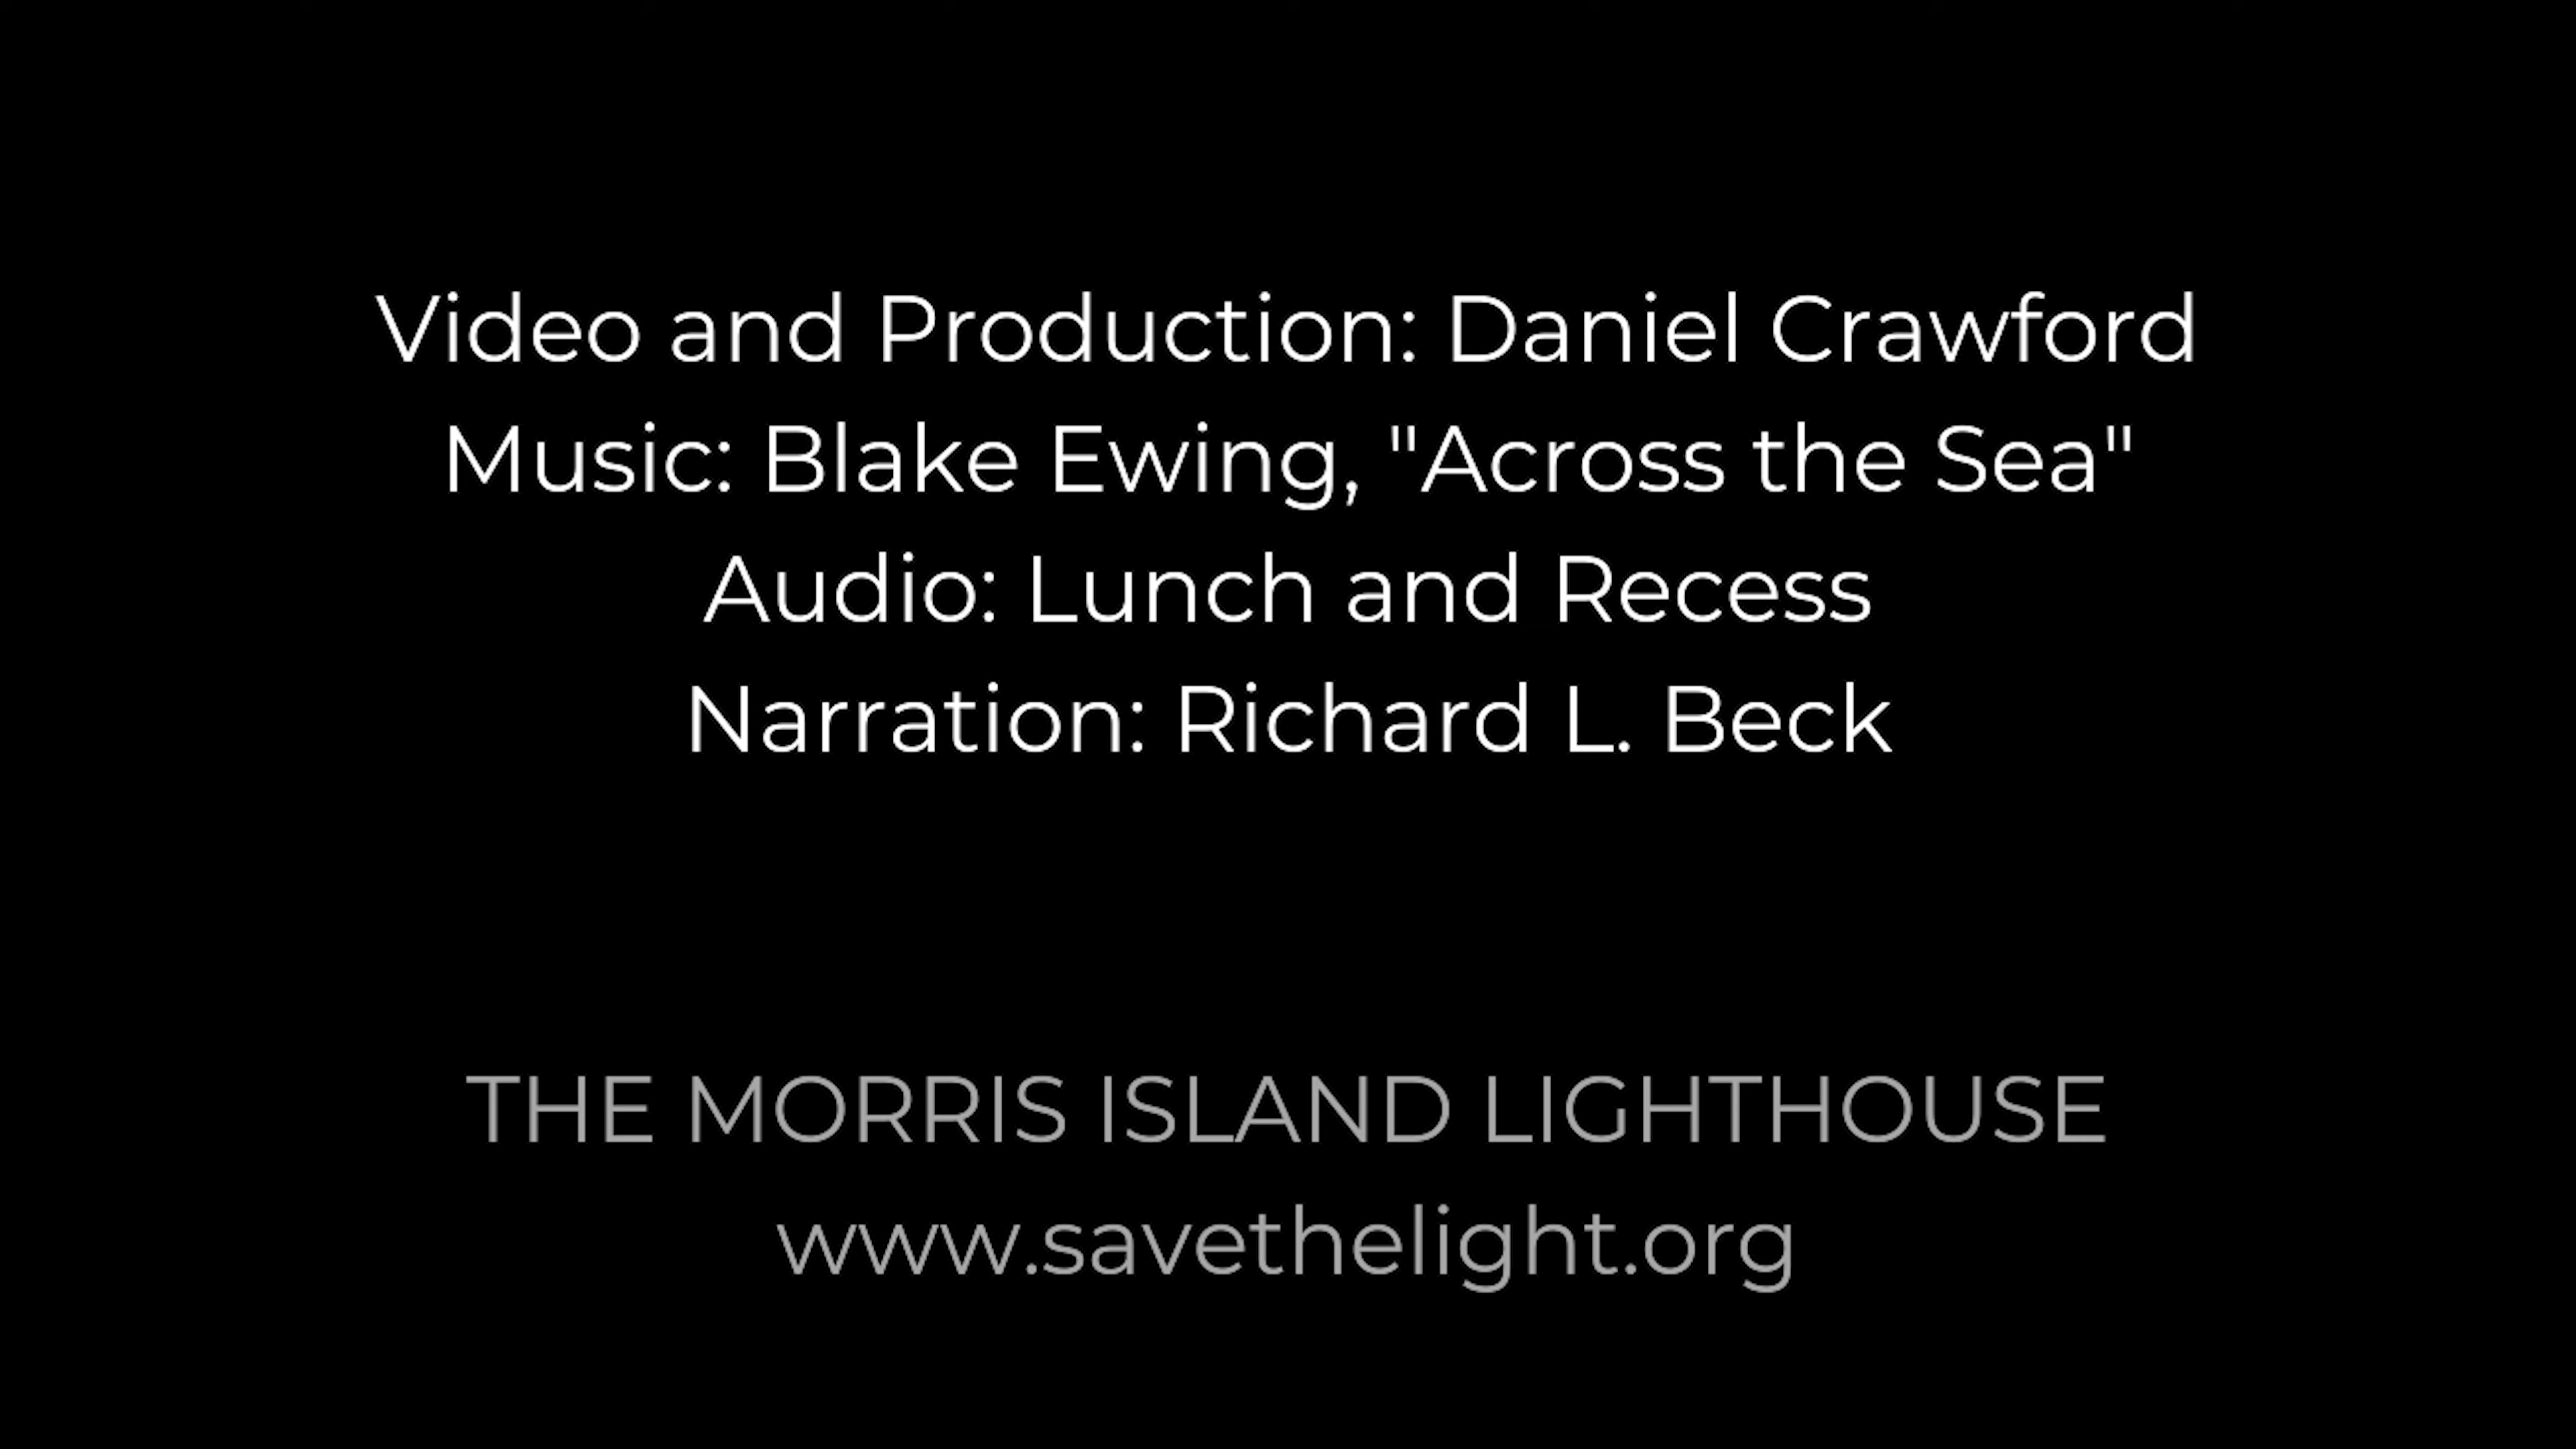 Video and Production: Daniel Crawford
Music: Blake Ewing, "Across the Sea"
Audio: Lunch and Recess
Narration: Richard L. Beck
THE MORRIS ISLAND LIGHTHOUSE
www.savethelight.org